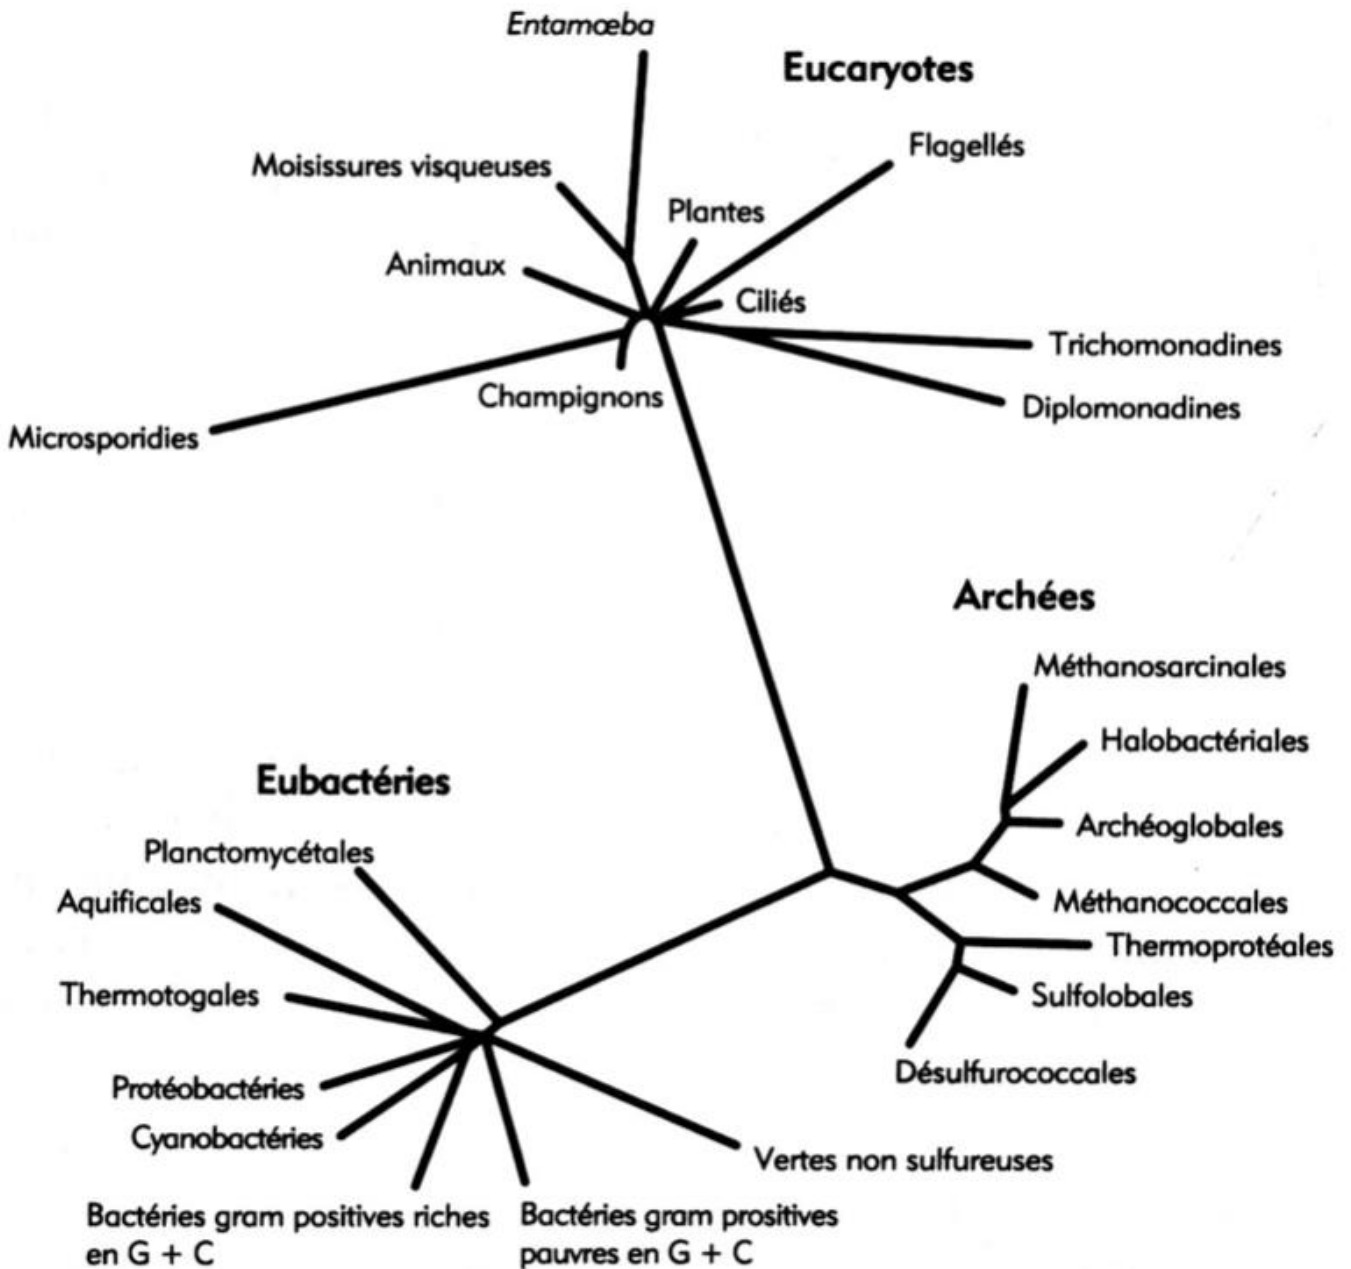 Entamœba
Eucaryotes
Flagellés
Moisissures visqueuses
Plantes
Animaux
Ciliés
Trichomonadines
Champignons
Diplomonadines
Microsporidies
Archées
Méthanosarcinales
Halobactériales
Eubactéries
Archéoglobales
Planctomycétales
Aquificales
Méthanococcales
Thermoprotéales
Thermotogales
Sulfolobales
Désulfurococcales
Protéobactéries
Cyanobactéries
Vertes non sulfureuses
Bactéries gram positives riches
en G + C
Bactéries gram prositives
pauvres en G + C